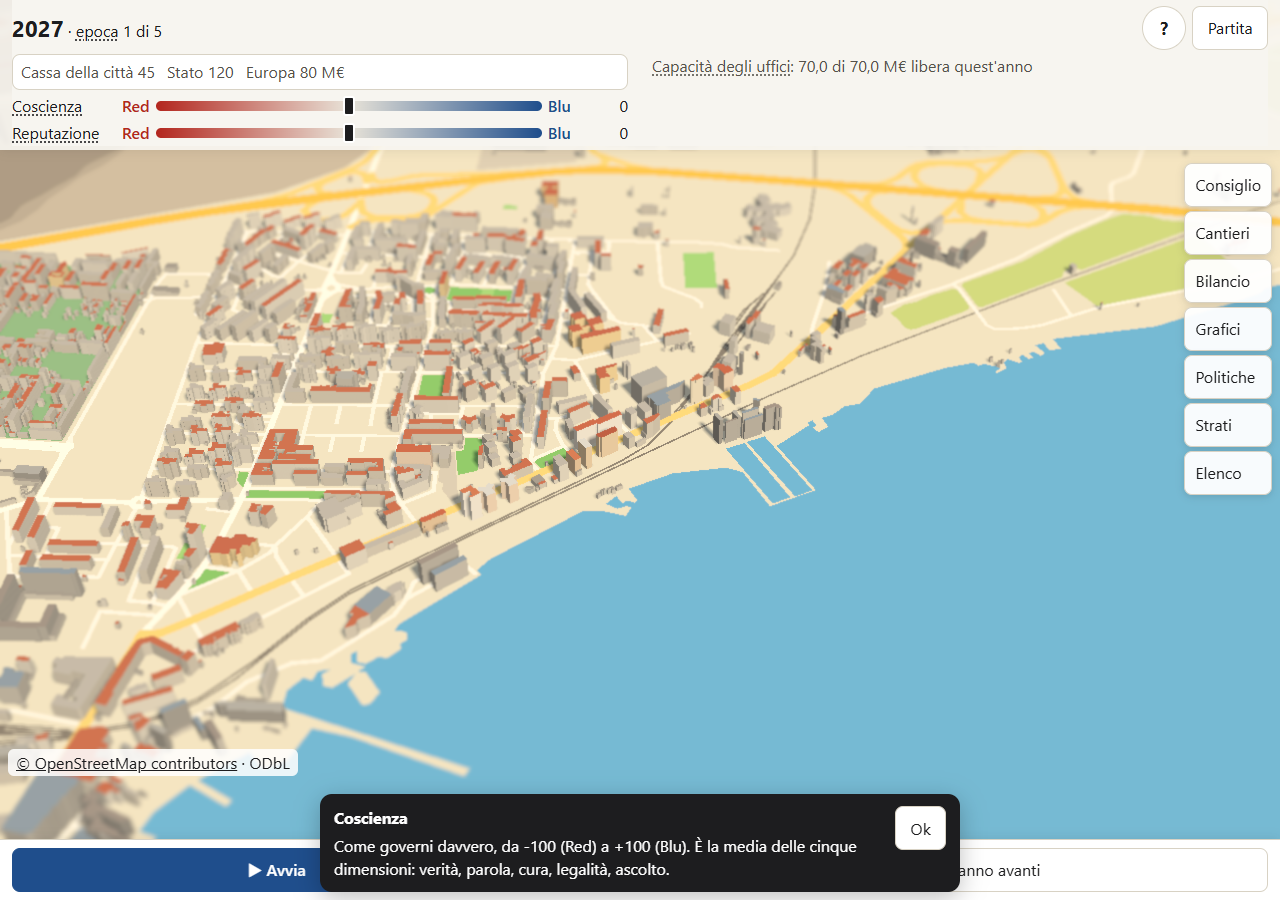 2027 · epoca 1 di 5
? Partita
Cassa della città 45 Stato 120 Europa 80 M€
Capacità degli uffici: 70,0 di 70,0 M€ libera quest'anno
Coscienza Red Blu 0
Reputazione Red Blu 0
Consiglio
Cantieri
Bilancio
Grafici
Politiche
Strati
Elenco
© OpenStreetMap contributors · ODbL
Coscienza
Come governi davvero, da -100 (Red) a +100 (Blu). È la media delle cinque
dimensioni: verità, parola, cura, legalità, ascolto.
Ok
▶ Avvia
anno avanti